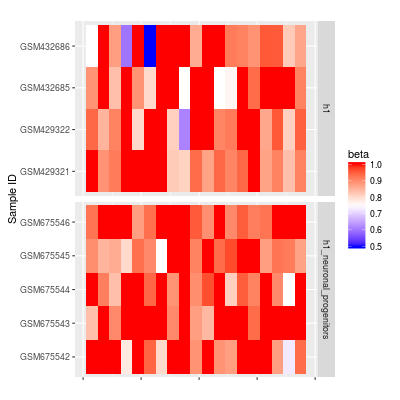 GSM432686
GSM432685
GSM429322
GSM429321
h1
GSM675546
GSM675545
GSM675544
GSM675543
GSM675542
h1_neuronal_progenitors
Sample ID
beta
1.0
0.9
0.8
0.7
0.6
0.5